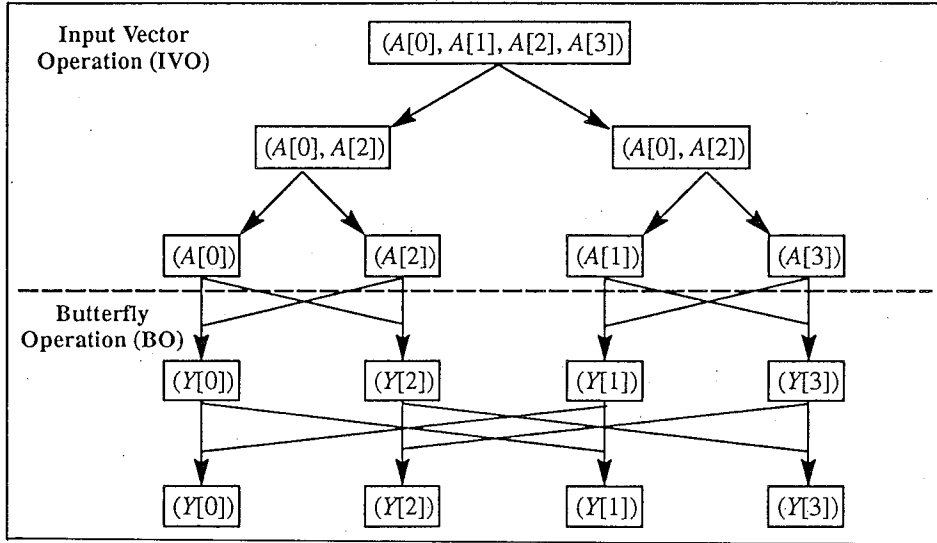 Input Vector
Operation (IVO)
(A[0], A[1], A[2], A[3])
(A[0], A[2]) (A[0], A[2])
(A[0]) (A[2]) (A[1]) (A[3])
Butterfly
Operation (BO)
(Y[0]) (Y[2]) (Y[1]) (Y[3])
(Y[0]) (Y[2]) (Y[1]) (Y[3])